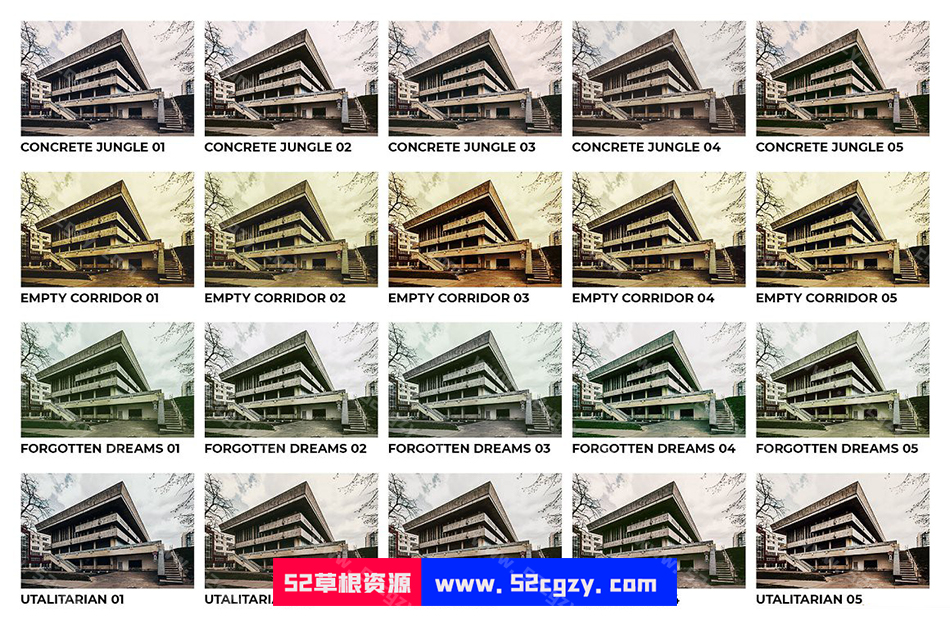 CONCRETE JUNGLE 01 CONCRETE JUNGLE 02 CONCRETE JUNGLE 03 CONCRETE JUNGLE 04 CONCRETE JUNGLE 05
EMPTY CORRIDOR 01 EMPTY CORRIDOR 02 EMPTY CORRIDOR 03 EMPTY CORRIDOR 04 EMPTY CORRIDOR 05
FORGOTTEN DREAMS 01 FORGOTTEN DREAMS 02 FORGOTTEN DREAMS 03 FORGOTTEN DREAMS 04 FORGOTTEN DREAMS 05
52草根资源 www.52cgzy.com
UTALITARIAN 01 UTALITARIAN 05